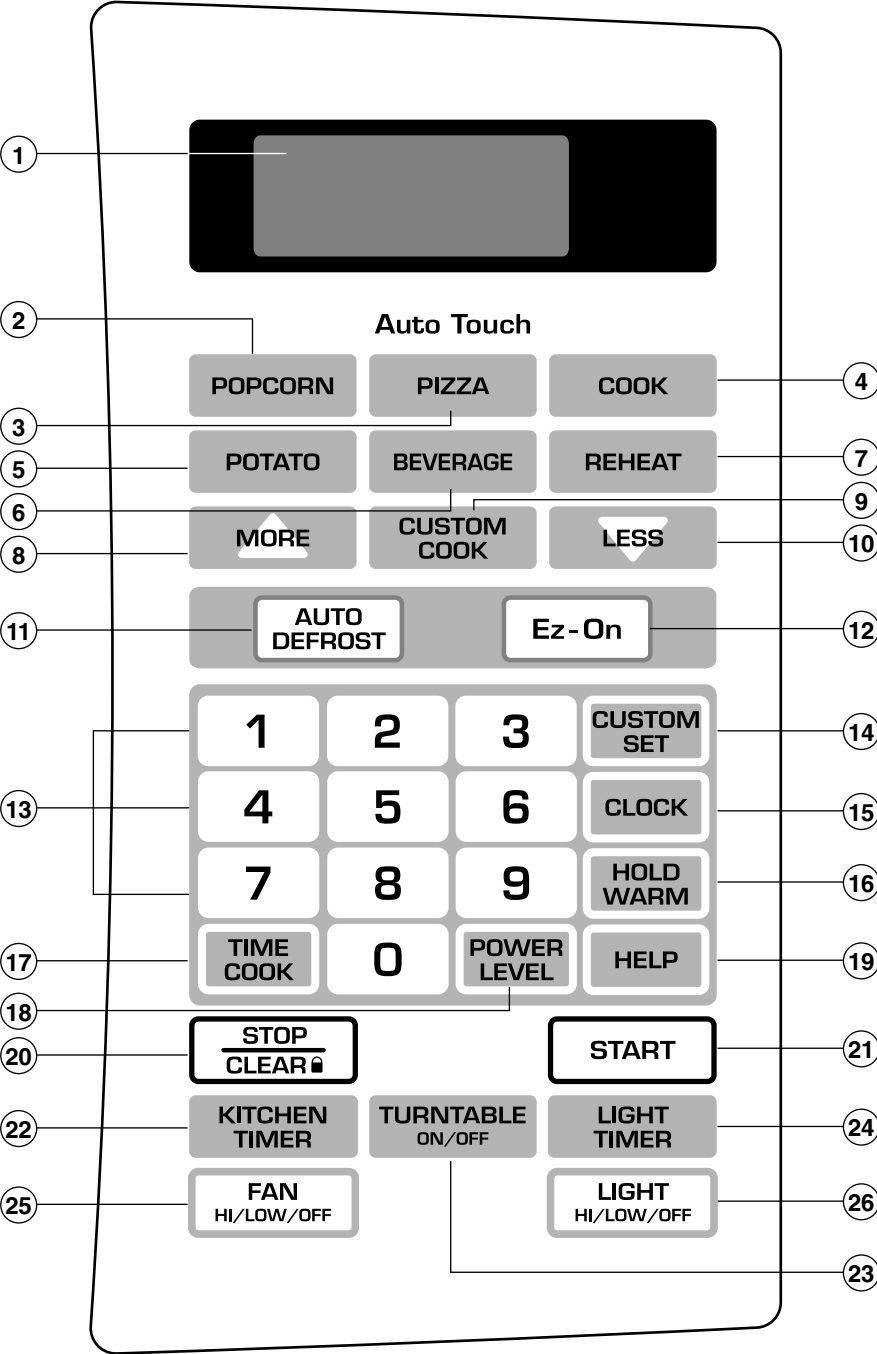 1
2
Auto Touch
POPCORN
PIZZA
COOK
4
3
5
POTATO
BEVERAGE
REHEAT
7
6
9
8
MORE
CUSTOM
COOK
LESS
10
11
AUTO
DEFROST
Ez-On
12
1
2
3
CUSTOM
SET
14
13
4
5
6
CLOCK
15
7
8
9
HOLD
WARM
16
17
TIME
COOK
0
POWER
LEVEL
HELP
19
18
20
STOP
CLEAR
START
21
22
KITCHEN
TIMER
TURNTABLE
ON/OFF
LIGHT
TIMER
24
25
FAN
HI/LOW/OFF
LIGHT
HI/LOW/OFF
26
23